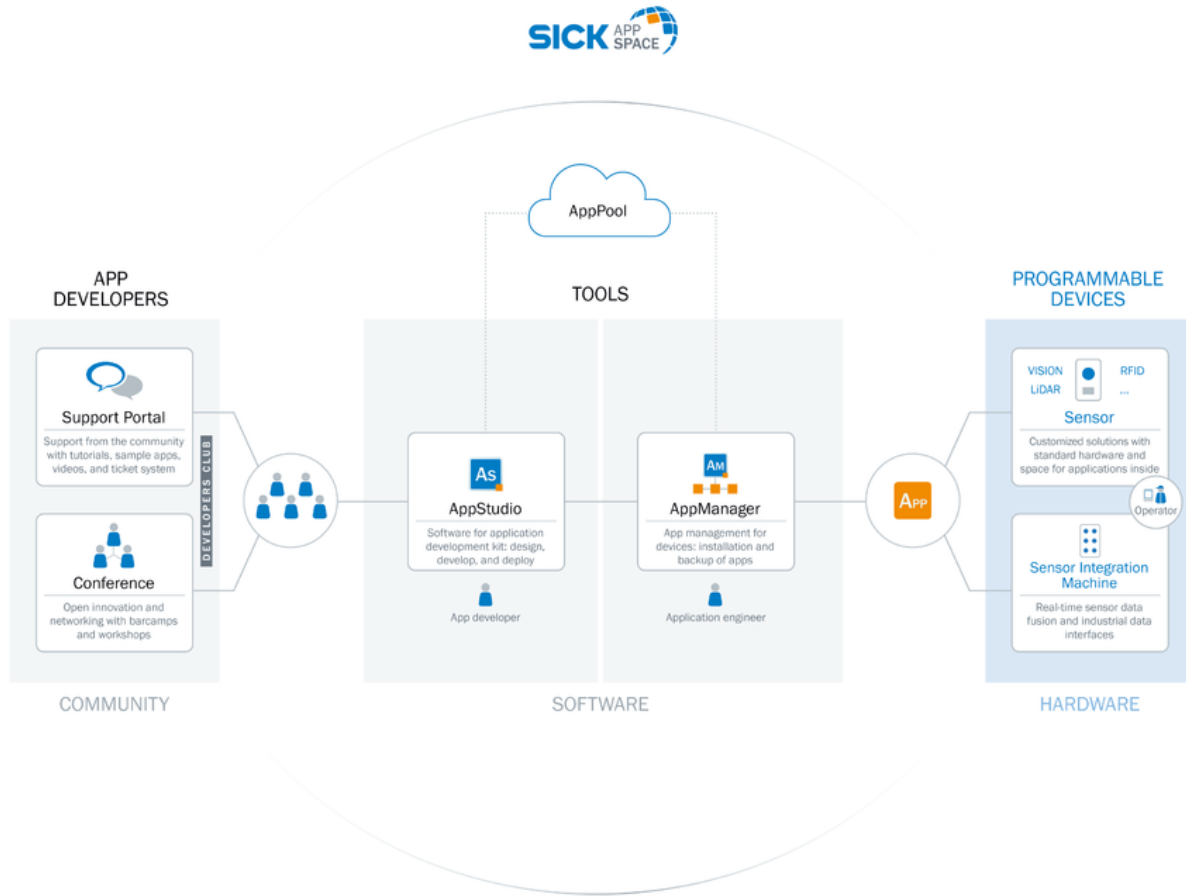 SICK APP
SPACE
AppPool
APP
DEVELOPERS
TOOLS
PROGRAMMABLE
DEVICES
Support Portal
Support from the community
with tutorials, sample apps,
videos, and ticket system
Conference
Open innovation and
networking with barcamps
and workshops
DEVELOPERS CLUB
As
AppStudio
Software for application
development kit: design,
develop, and deploy
App developer
AM
AppManager
App management for
devices: installation and
backup of apps
Application engineer
APP
VISION
RFID
LiDAR
...
Sensor
Customized solutions with
standard hardware and
space for applications inside
Operator
Sensor Integration
Machine
Real-time sensor data
fusion and industrial data
interfaces
COMMUNITY
SOFTWARE
HARDWARE